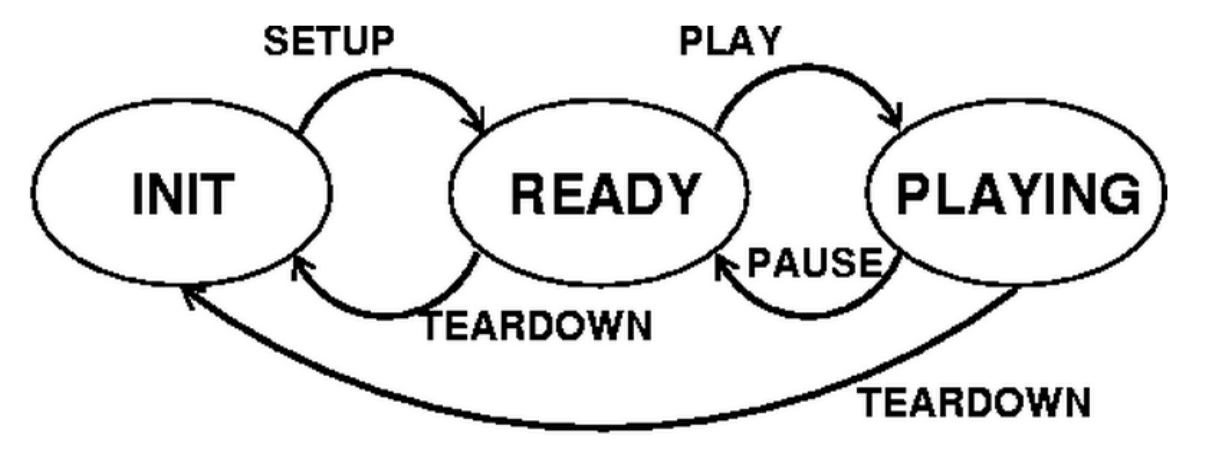 SETUP
PLAY
INIT
READY
PLAYING
PAUSE
TEARDOWN
TEARDOWN